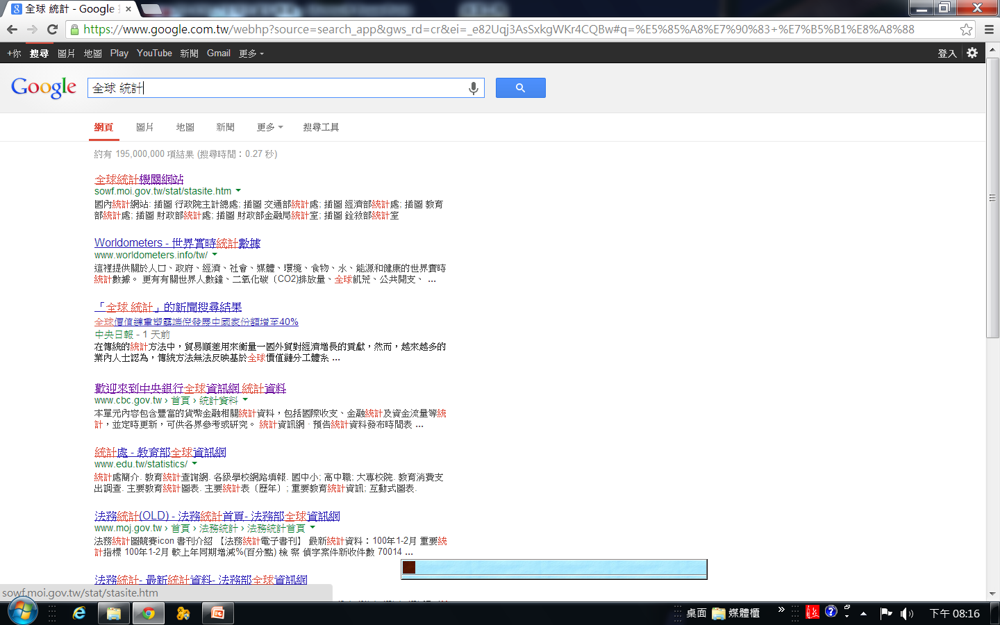 全球 統計 - Google
https://www.google.com.tw/webhp?source=search_app&gws_rd=cr&ei=_e82Uqj3AsSxkgWKr4CQBw#q=%E5%85%A8%E7%90%83+%E7%B5%B1%E8%A8%88
+你 搜尋 圖片 地圖 Play YouTube 新聞 Gmail 更多 登入
Google 全球 統計
網頁 圖片 地圖 新聞 更多 搜尋工具
約有 195,000,000 項結果 (搜尋時間：0.27 秒)
全球統計機關網站
sowf.moi.gov.tw/stat/stasite.htm
國內統計網站; 插圖 行政院主計總處; 插圖 交通部統計處; 插圖 經濟部統計處; 插圖 教育
部統計處; 插圖 財政部統計處; 插圖 財政部金融局統計室; 插圖 銓敘部統計室
Worldometers - 世界實時統計數據
www.worldometers.info/tw/
這裡提供關於人口、政府、經濟、社會、媒體、環境、食物、水、能源和健康的世界實時
統計數據。 更有有關世界人數鐘、二氧化碳〔CO2)排放量、全球飢荒、公共開支、 ...
「全球 統計」的新聞搜尋結果
全球價值鏈重塑露端倪發展中國家份額增至40%
中央日報 - 1 天前
在傳統的統計方法中，貿易順差用來衡量一國外貿對經濟增長的貢獻，然而，越來越多的
業內人士認為，傳統方法無法反映基於全球價值鏈分工體系 ...
歡迎來到中央銀行全球資訊網 統計資料
www.cbc.gov.tw › 首頁 › 統計資料
本單元內容包含豐富的貨幣金融相關統計資料，包括國際收支、金融統計及資金流量等統
計，並定時更新，可供各界參考或研究。 統計資訊網 · 預告統計資料發布時間表 ...
統計處 - 教育部全球資訊網
www.edu.tw/statistics/
統計處簡介. 教育統計查詢網. 各級學校網路填報. 國中小; 高中職; 大專校院. 教育消費支
出調查. 主要教育統計圖表. 主要統計表〔歷年〕; 重要教育統計資訊; 互動式圖表.
法務統計(OLD) - 法務統計首頁- 法務部全球資訊網
www.moj.gov.tw › 首頁 › 法務統計 › 法務統計首頁
法務統計圖競賽icon 書刊介紹 【法務統計電子書刊】 最新統計資料：100年1-2月 重要統
計指標 100年1-2月 較上年同期增減%(百分點) 檢 察 偵字案件新收件數 70014 ...
法務統計- 最新統計資料- 法務部全球資訊網
sowf.moi.gov.tw/stat/stasite.htm
桌面 媒體櫃 » 下午 08:16